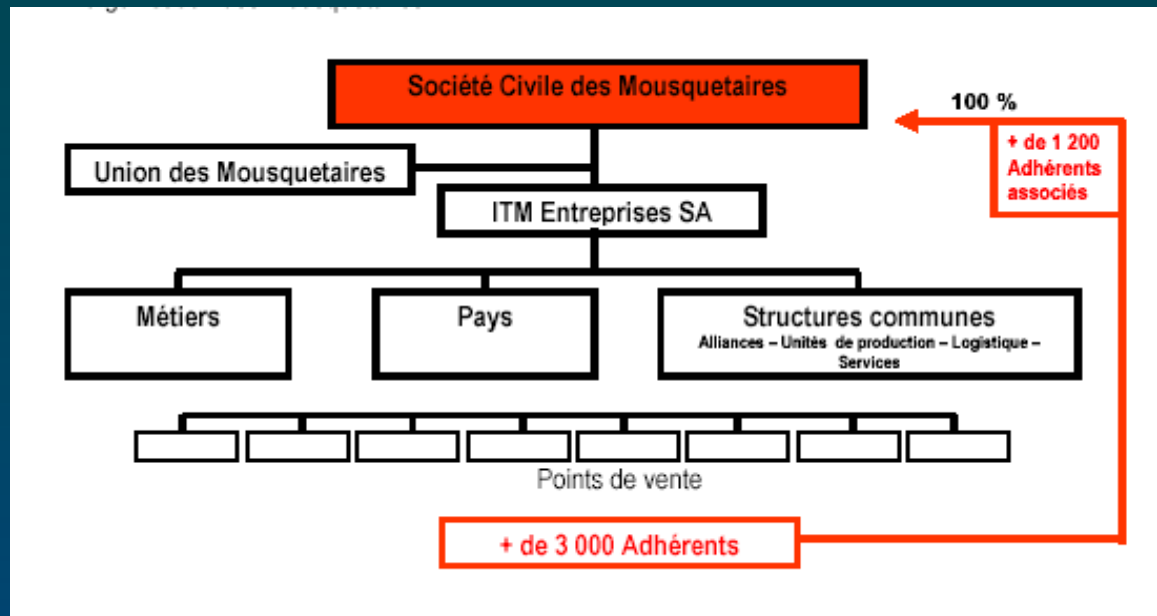 Société Civile des Mousquetaires
100 %
+ de 1 200
Adhérents
associés
Union des Mousquetaires
ITM Entreprises SA
Métiers
Pays
Structures communes
Alliances – Unités de production – Logistique –
Services
Points de vente
+ de 3 000 Adhérents